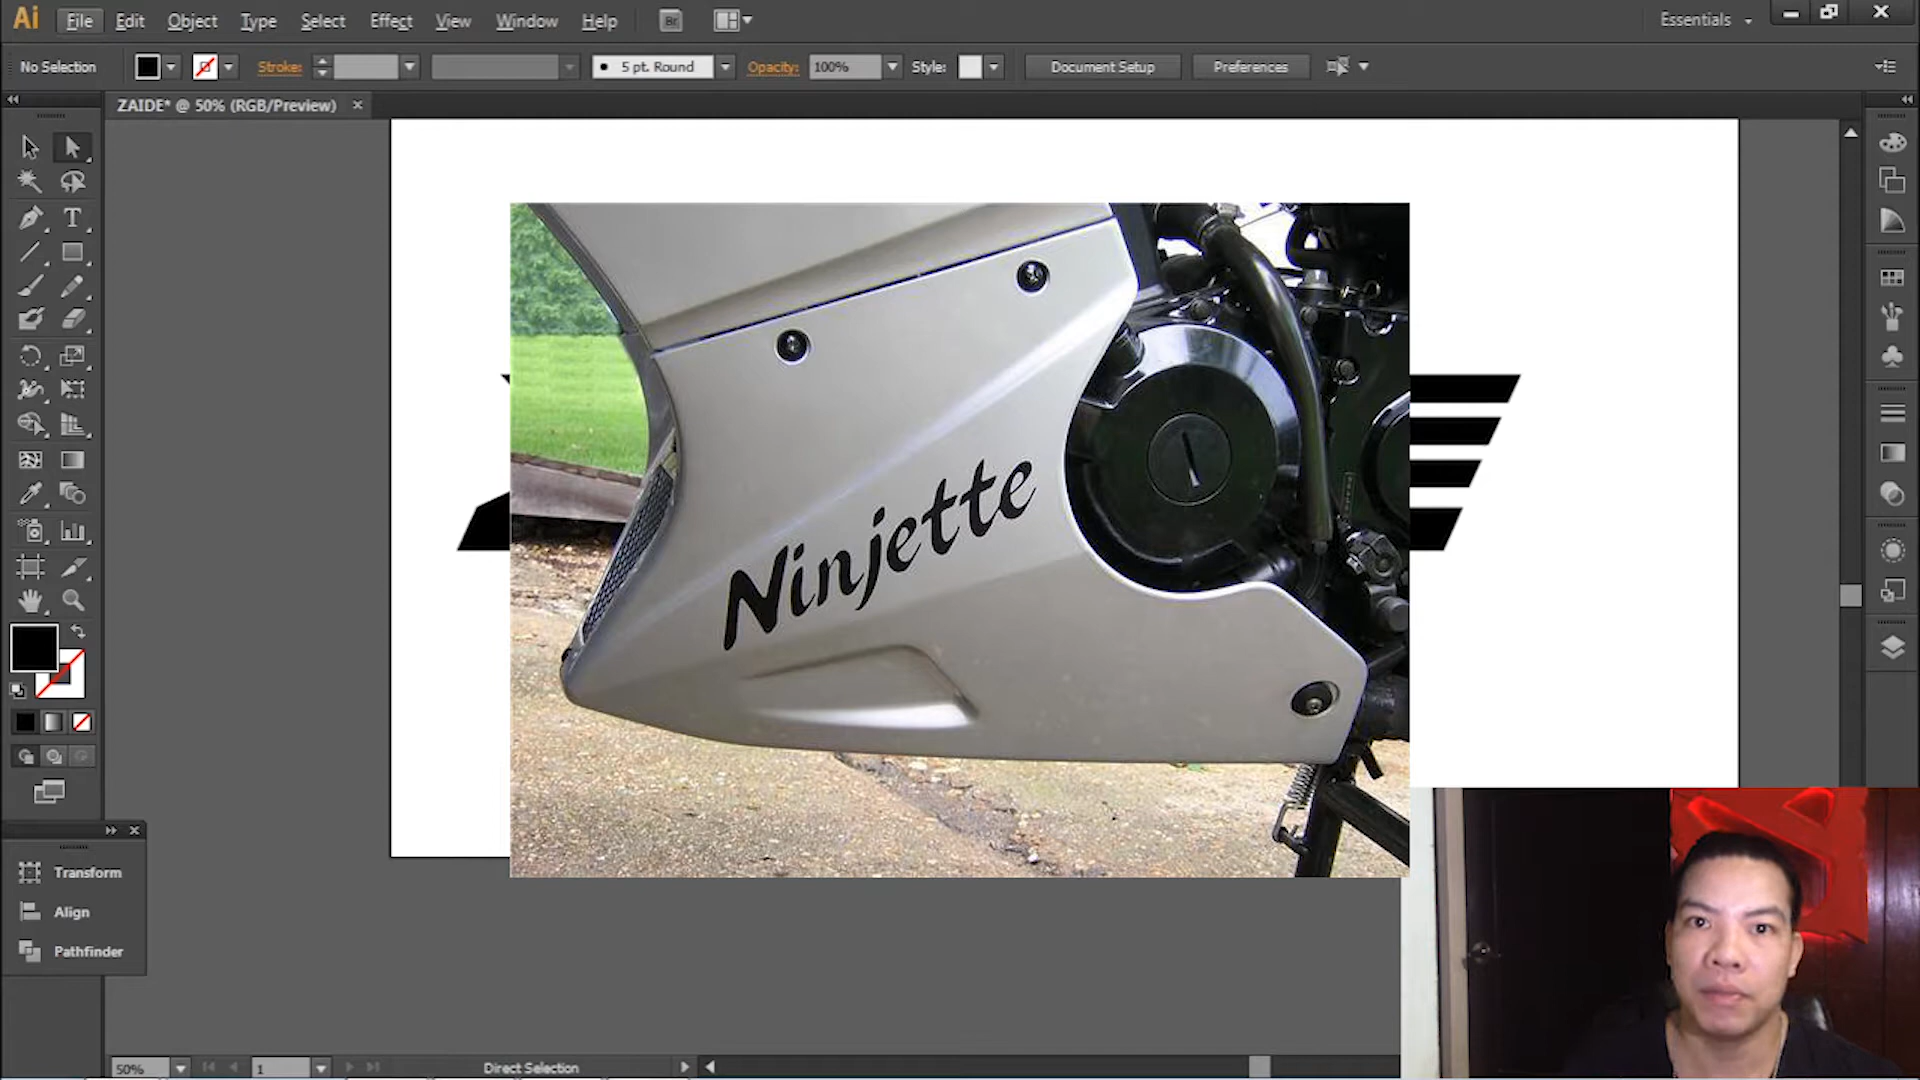 Ai File Edit Object Type Select Effect View Window Help Br Essentials
No Selection Stroke: 5 pt. Round Opacity: 100% Style: Document Setup Preferences
ZAIDE* @ 50% (RGB/Preview)
Ninjette
Transform
Align
Pathfinder
50% 1 Direct Selection